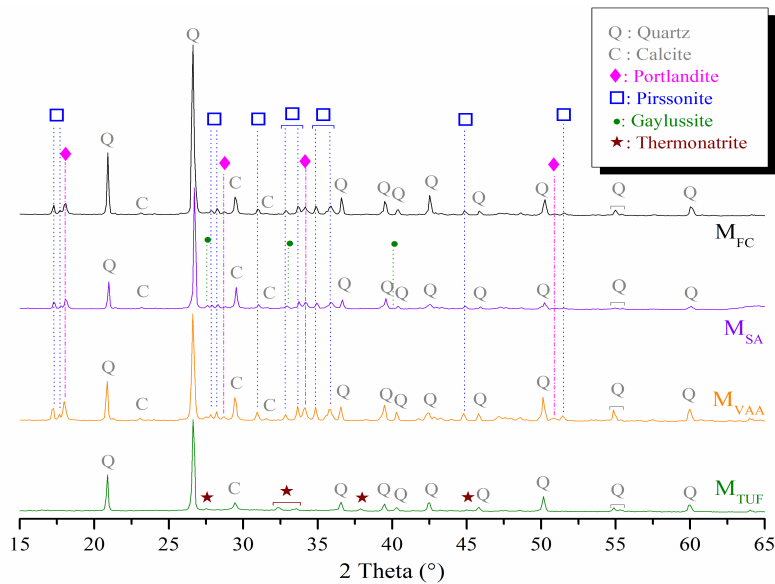 Q : Quartz
C : Calcite
: Portlandite
: Pirssonite
: Gaylussite
: Thermonatrite
Q
Q C C C Q Q Q Q Q Q Q Q
M_FC
Q C C C Q Q Q Q Q Q Q Q
M_SA
Q C C C Q Q Q Q Q Q Q Q
M_VAA
Q C Q Q Q Q Q Q Q Q
M_TUF
15 20 25 30 35 40 45 50 55 60 65
2 Theta (°)